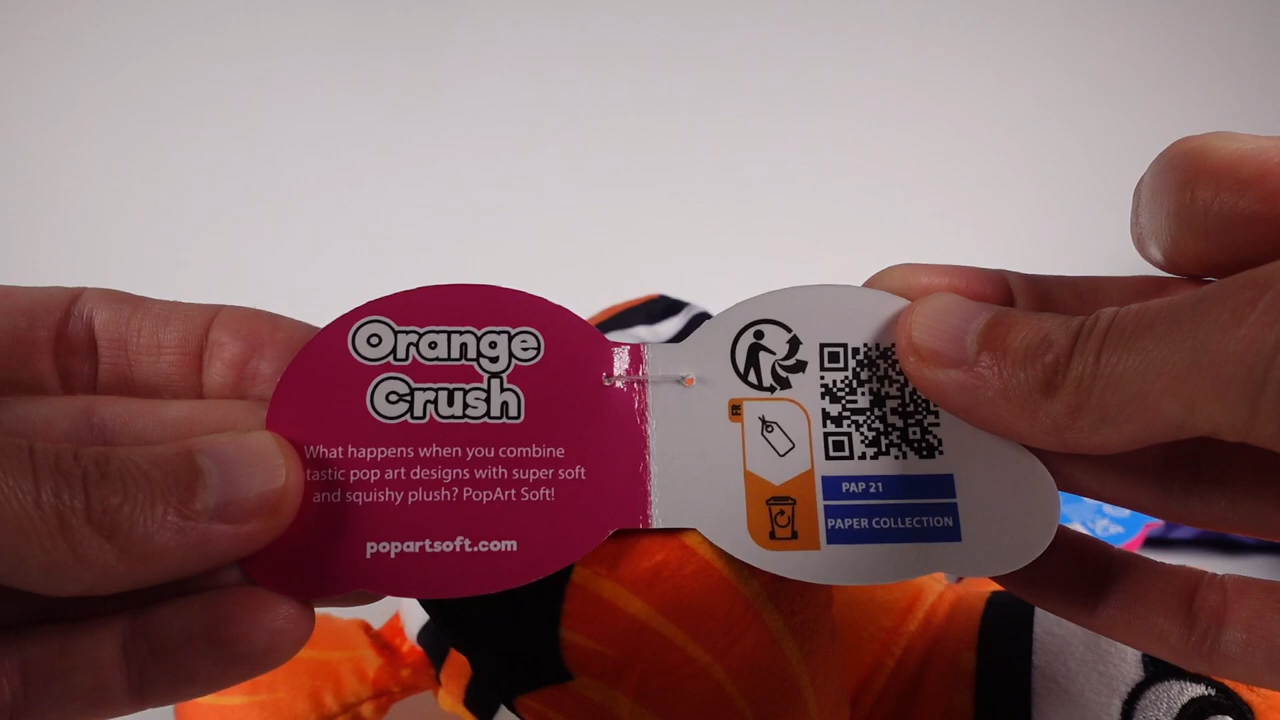 Orange
Crush
What happens when you combine
tastic pop art designs with super soft
and squishy plush? PopArt Soft!
popartsoft.com
FR
PAP 21
PAPER COLLECTION